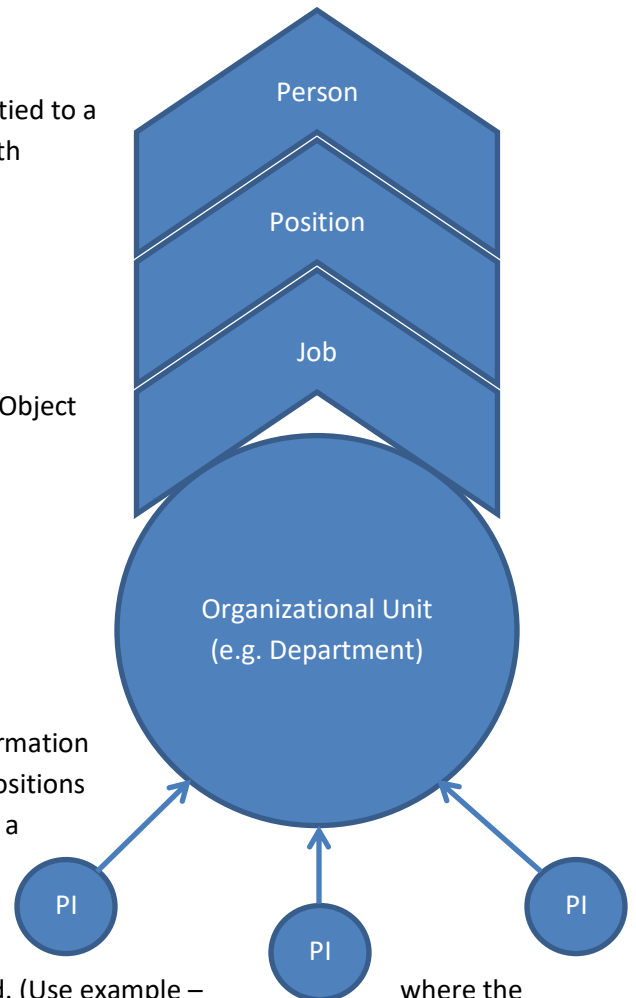 Person
tied to a
th
Position
Job
Object
Organizational Unit
(e.g. Department)
rmation
ositions
a
PI
PI
PI
d. (Use example –
where the